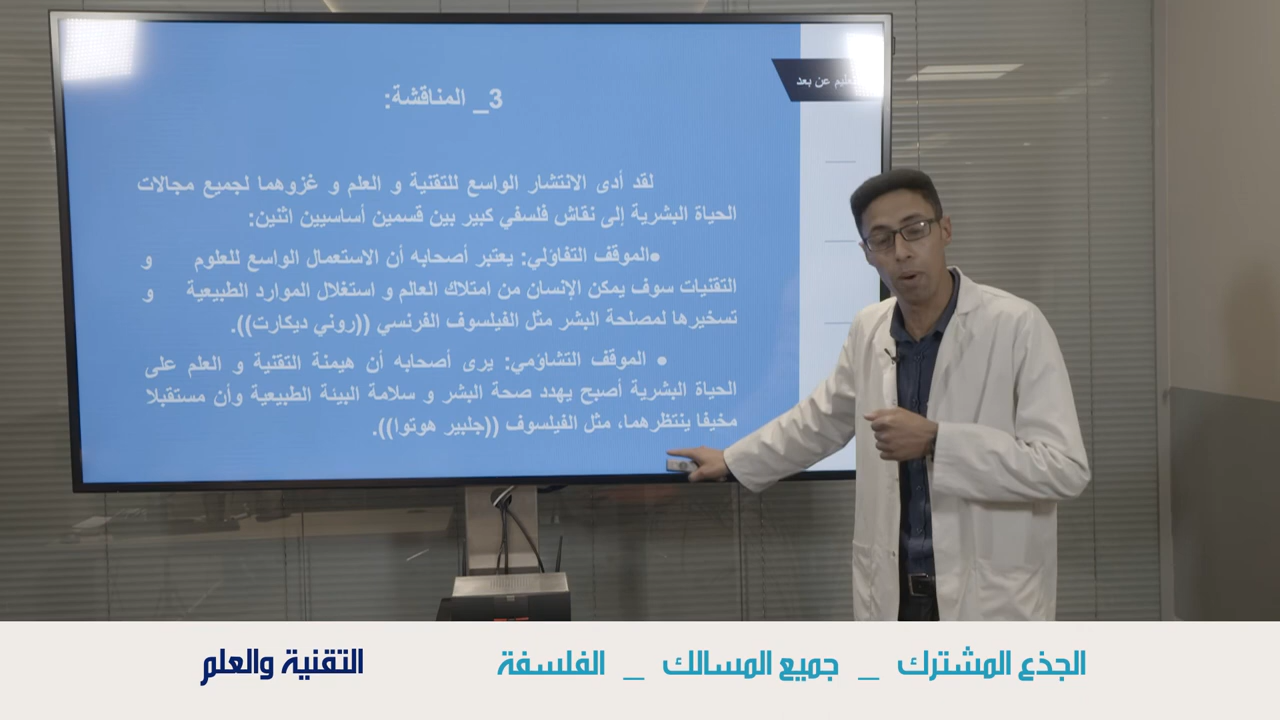 عن بعد
3_ المناقشة:
لقد أدى الانتشار الواسع للتقنية و العلم و غزوهما لجميع مجالات
الحياة البشرية إلى نقاش فلسفي كبير بين قسمين أساسيين اثنين:
•الموقف التفاؤلي: يعتبر أصحابه أن الاستعمال الواسع للعلوم و
التقنيات سوف يمكن الإنسان من امتلاك العالم و استغلال الموارد الطبيعية و
تسخيرها لمصلحة البشر مثل الفيلسوف الفرنسي ((روني ديكارت)).
• الموقف التشاؤمي: يرى أصحابه أن هيمنة التقنية و العلم على
الحياة البشرية أصبح يهدد صحة البشر و سلامة البيئة الطبيعية وأن مستقبلا
مخيفا ينتظرهما، مثل الفيلسوف ((جلبير هوتوا)).
الجذع المشترك _ جميع المسالك _ الفلسفة
التقنية والعلم